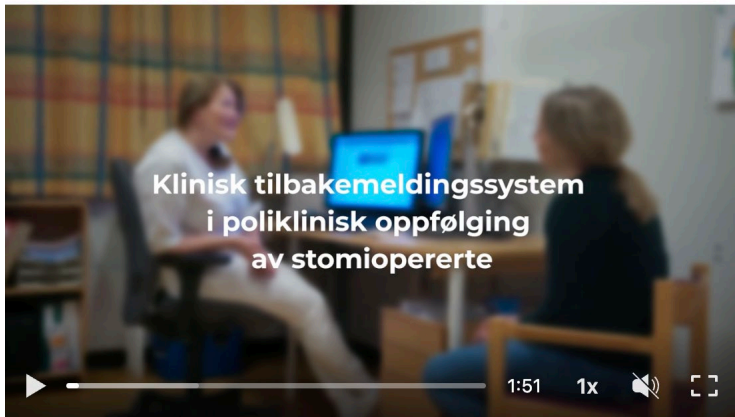 Klinisk tilbakemeldingssystem
i poliklinisk oppfølging
av stomiopererte
1:51
1x